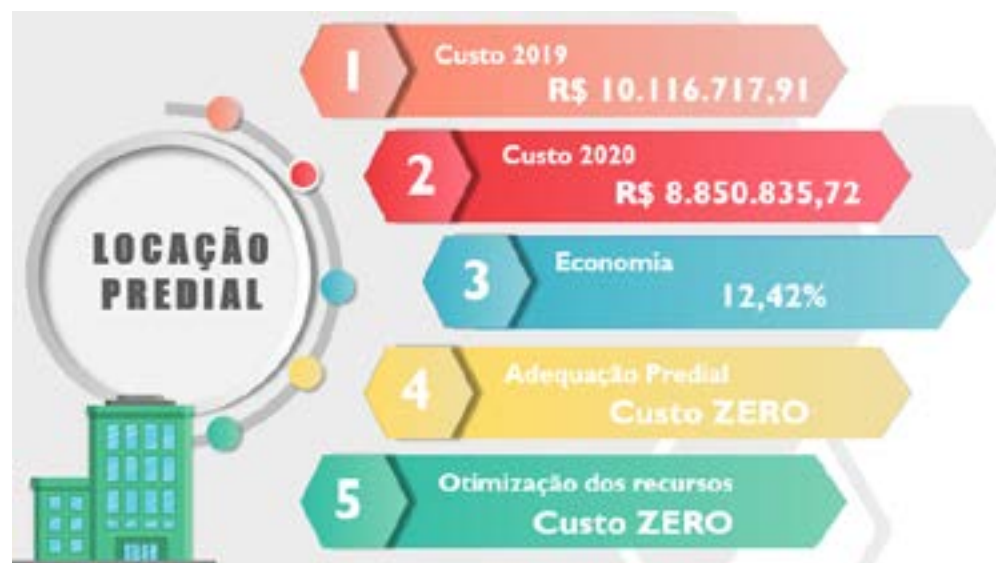 LOCAÇÃO
PREDIAL
1
Custo 2019
R$ 10.116.717,91
2
Custo 2020
R$ 8.850.835,72
3
Economia
12,42%
4
Adequação Predial
Custo ZERO
5
Otimização dos recursos
Custo ZERO